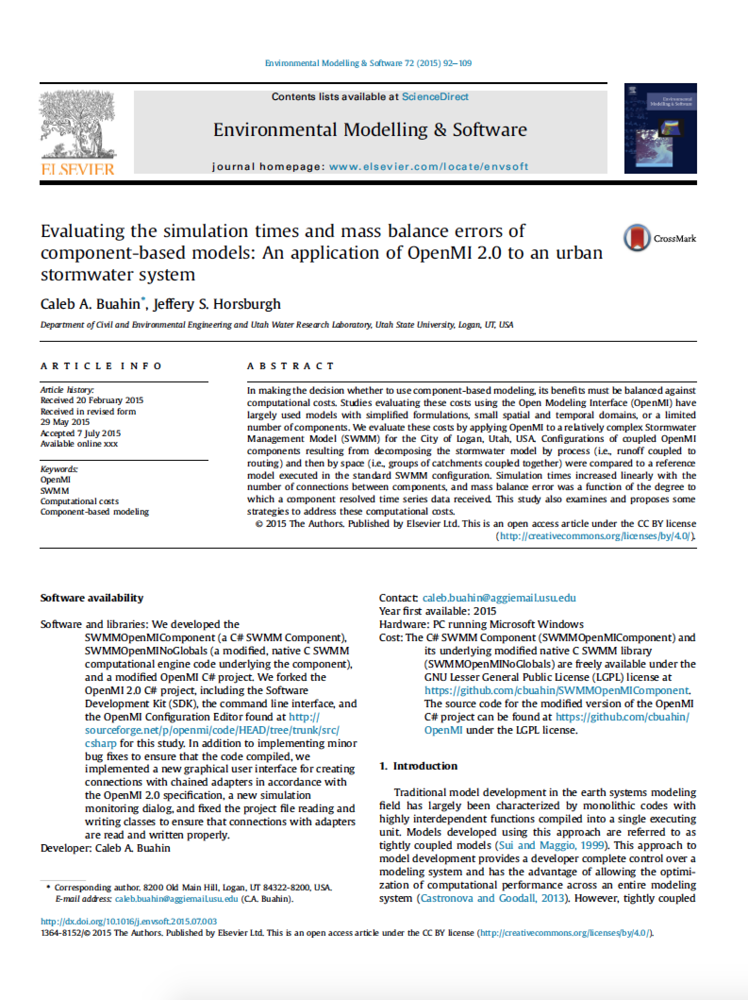 Environmental Modelling & Software 72 (2015) 92–109
ELSEVIER
Contents lists available at ScienceDirect
Environmental Modelling & Software
journal homepage: www.elsevier.com/locate/envsoft
Environmental
Modelling & Software
Evaluating the simulation times and mass balance errors of
component-based models: An application of OpenMI 2.0 to an urban
stormwater system
CrossMark
Caleb A. Buahin*, Jeffery S. Horsburgh
Department of Civil and Environmental Engineering and Utah Water Research Laboratory, Utah State University, Logan, UT, USA
ARTICLE INFO
Article history:
Received 20 February 2015
Received in revised form
29 May 2015
Accepted 7 July 2015
Available online xxx
Keywords:
OpenMI
SWMM
Computational costs
Component-based modeling
ABSTRACT
In making the decision whether to use component-based modeling, its benefits must be balanced against
computational costs. Studies evaluating these costs using the Open Modeling Interface (OpenMI) have
largely used models with simplified formulations, small spatial and temporal domains, or a limited
number of components. We evaluate these costs by applying OpenMI to a relatively complex Stormwater
Management Model (SWMM) for the City of Logan, Utah, USA. Configurations of coupled OpenMI
components resulting from decomposing the stormwater model by process (i.e., runoff coupled to
routing) and then by space (i.e., groups of catchments coupled together) were compared to a reference
model executed in the standard SWMM configuration. Simulation times increased linearly with the
number of connections between components, and mass balance error was a function of the degree to
which a component resolved time series data received. This study also examines and proposes some
strategies to address these computational costs.
© 2015 The Authors. Published by Elsevier Ltd. This is an open access article under the CC BY license
(http://creativecommons.org/licenses/by/4.0/).
Software availability
Software and libraries: We developed the
SWMMOpenMIComponent (a C# SWMM Component),
SWMMOpenMINoGlobals (a modified, native C SWMM
computational engine code underlying the component),
and a modified OpenMI C# project. We forked the
OpenMI 2.0 C# project, including the Software
Development Kit (SDK), the command line interface, and
the OpenMI Configuration Editor found at http://
sourceforge.net/p/openmi/code/HEAD/tree/trunk/src/
csharp for this study. In addition to implementing minor
bug fixes to ensure that the code compiled, we
implemented a new graphical user interface for creating
connections with chained adapters in accordance with
the OpenMI 2.0 specification, a new simulation
monitoring dialog, and fixed the project file reading and
writing classes to ensure that connections with adapters
are read and written properly.
Developer: Caleb A. Buahin
* Corresponding author. 8200 Old Main Hill, Logan, UT 84322-8200, USA.
E-mail address: caleb.buahin@aggiemail.usu.edu (C.A. Buahin).
Contact: caleb.buahin@aggiemail.usu.edu
Year first available: 2015
Hardware: PC running Microsoft Windows
Cost: The C# SWMM Component (SWMMOpenMIComponent) and
its underlying modified native C SWMM library
(SWMMOpenMINoGlobals) are freely available under the
GNU Lesser General Public License (LGPL) license at
https://github.com/cbuahin/SWMMOpenMIComponent.
The source code for the modified version of the OpenMI
C# project can be found at https://github.com/cbuahin/
OpenMI under the LGPL license.
1. Introduction
Traditional model development in the earth systems modeling
field has largely been characterized by monolithic codes with
highly interdependent functions compiled into a single executing
unit. Models developed using this approach are referred to as
tightly coupled models (Sui and Maggio, 1999). This approach to
model development provides a developer complete control over a
modeling system and has the advantage of allowing the optimi-
zation of computational performance across an entire modeling
system (Castronova and Goodall, 2013). However, tightly coupled
http://dx.doi.org/10.1016/j.envsoft.2015.07.003
1364-8152/© 2015 The Authors. Published by Elsevier Ltd. This is an open access article under the CC BY license (http://creativecommons.org/licenses/by/4.0/).